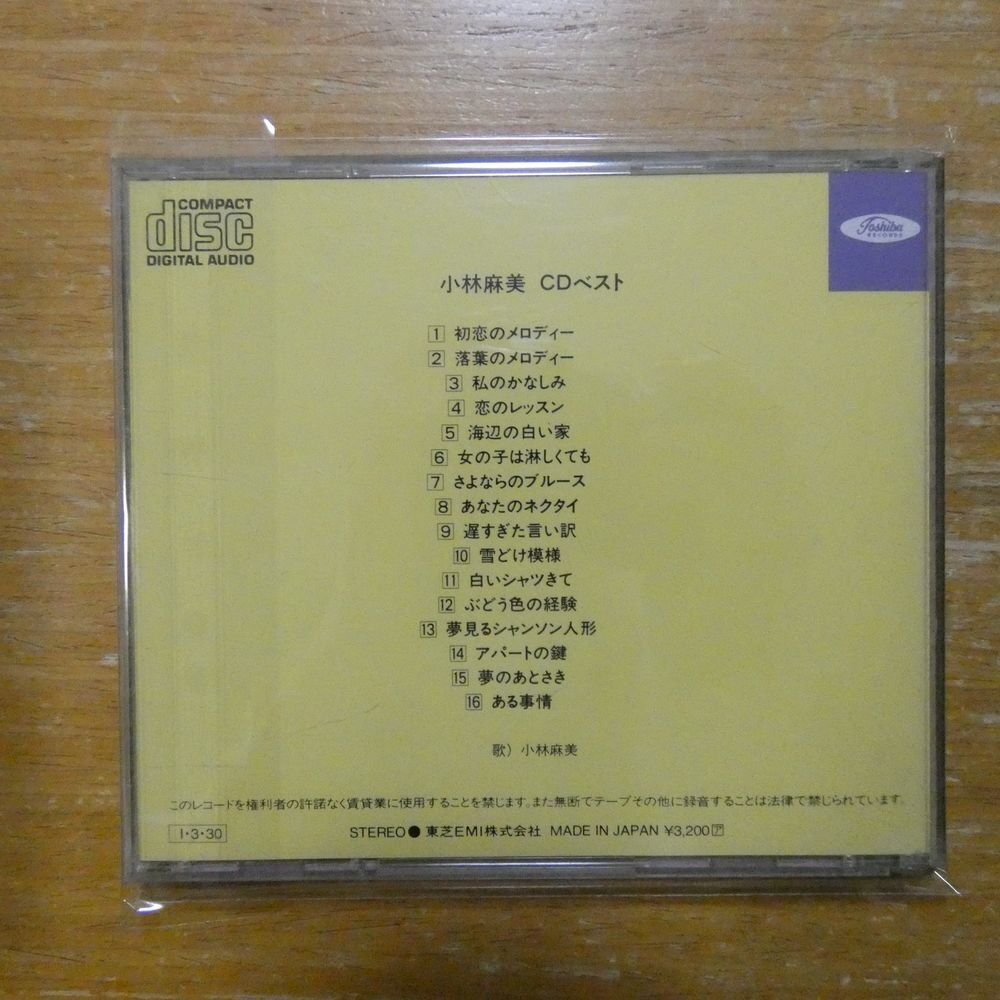 COMPACT
disc
DIGITAL AUDIO
Toshiba
RECORDS
小林麻美 CDベスト
1 初恋のメロディー
2 落葉のメロディー
3 私のかなしみ
4 恋のレッスン
5 海辺の白い家
6 女の子は淋しくても
7 さよならのブルース
8 あなたのネクタイ
9 遅すぎた言い訳
10 雪どけ模様
11 白いシャツきて
12 ぶどう色の経験
13 夢見るシャンソン人形
14 アパートの鍵
15 夢のあとさき
16 ある事情
歌) 小林麻美
このレコードを権利者の許諾なく賃貸業に使用することを禁じます。また無断でテープその他に録音することは法律で禁じられています。
I・3・30
STEREO● 東芝EMI株式会社 MADE IN JAPAN ¥3,200 ア